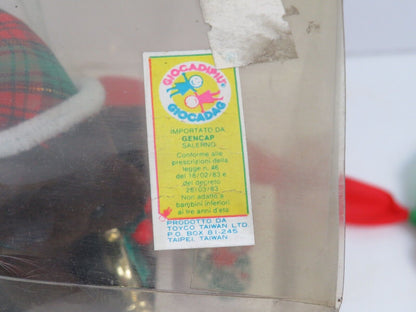 GIOCADIPIU'
GIOCADAG
IMPORTATO DA
GENCAP
SALERNO
Conforme alle
prescrizioni della
legge n. 46
del 18/02/83 e
del decreto
28/03/83
Non adatto a
bambini inferiori
ai tre anni d'età
PRODOTTO DA
TOYCO TAIWAN LTD.
P.O. BOX 81-245
TAIPEI, TAIWAN